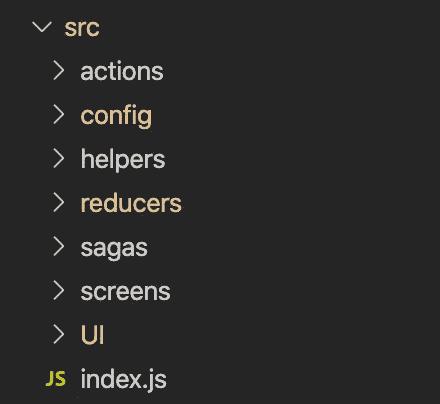 src
actions
config
helpers
reducers
sagas
screens
UI
JS index.js